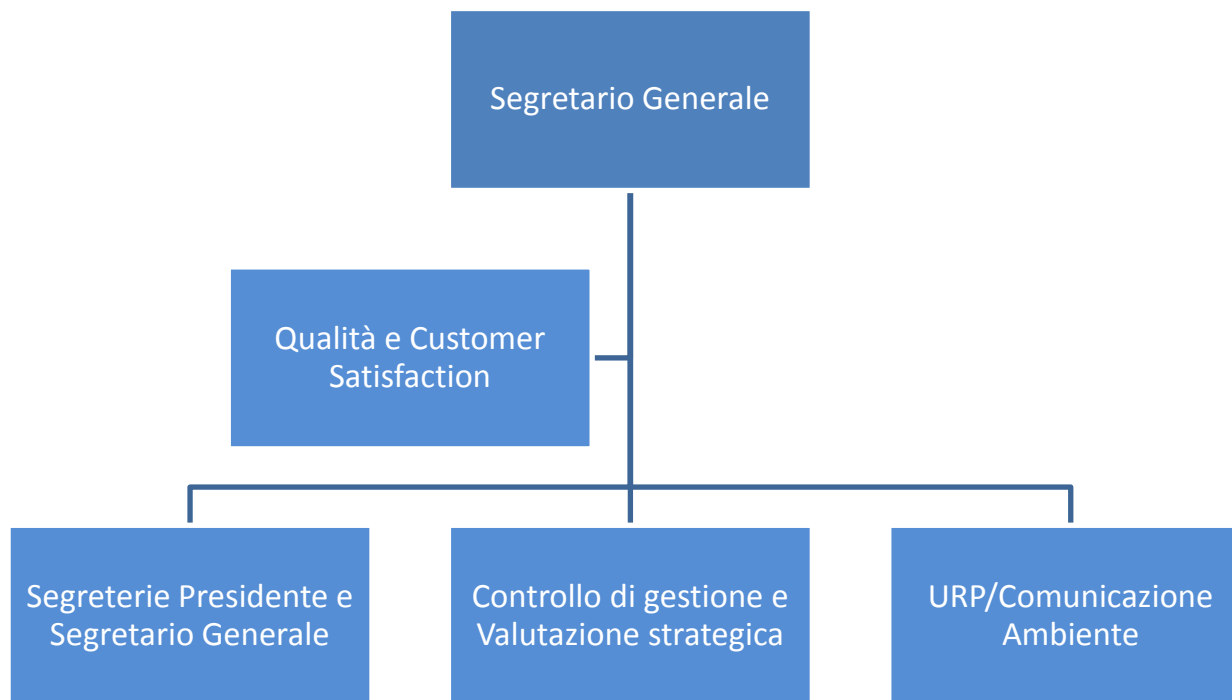 Segretario Generale
Qualità e Customer
Satisfaction
Segreterie Presidente e
Segretario Generale
Controllo di gestione e
Valutazione strategica
URP/Comunicazione
Ambiente